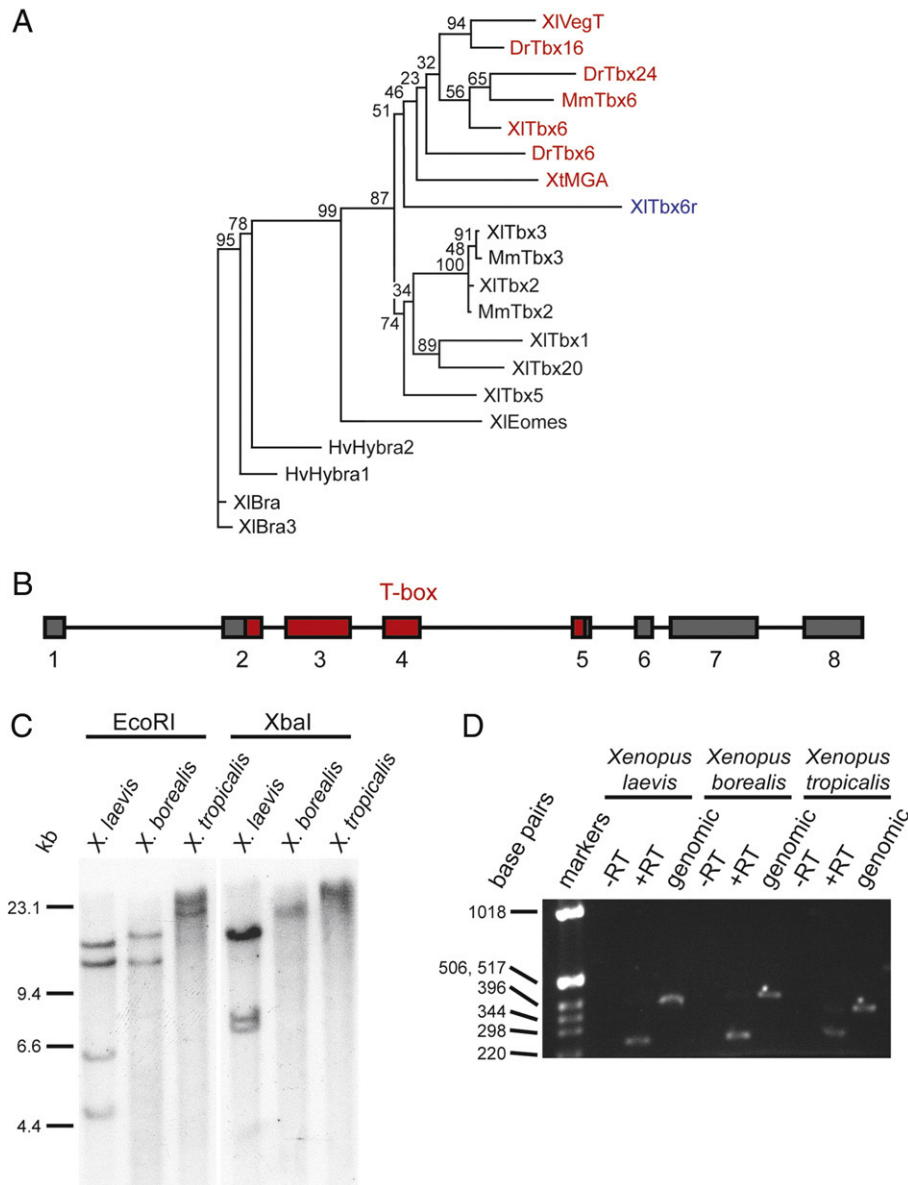 A
94
XlVegT
DrTbx16
32
65
DrTbx24
23
56
MmTbx6
46
XlTbx6
51
DrTbx6
XtMGA
87
XlTbx6r
99
78
91
XlTbx3
95
48
MmTbx3
100
XlTbx2
34
MmTbx2
74
XlTbx1
89
XlTbx20
XlTbx5
XlEomes
HvHybra2
HvHybra1
XlBra
XlBra3
B
T-box
1 2 3 4 5 6 7 8
C
EcoRI XbaI
X. laevis X. borealis X. tropicalis X. laevis X. borealis X. tropicalis
kb
23.1
9.4
6.6
4.4
D
Xenopus laevis
Xenopus borealis
Xenopus tropicalis
base pairs
markers
-RT +RT genomic -RT +RT genomic -RT +RT genomic
1018
506, 517
396
344
298
220